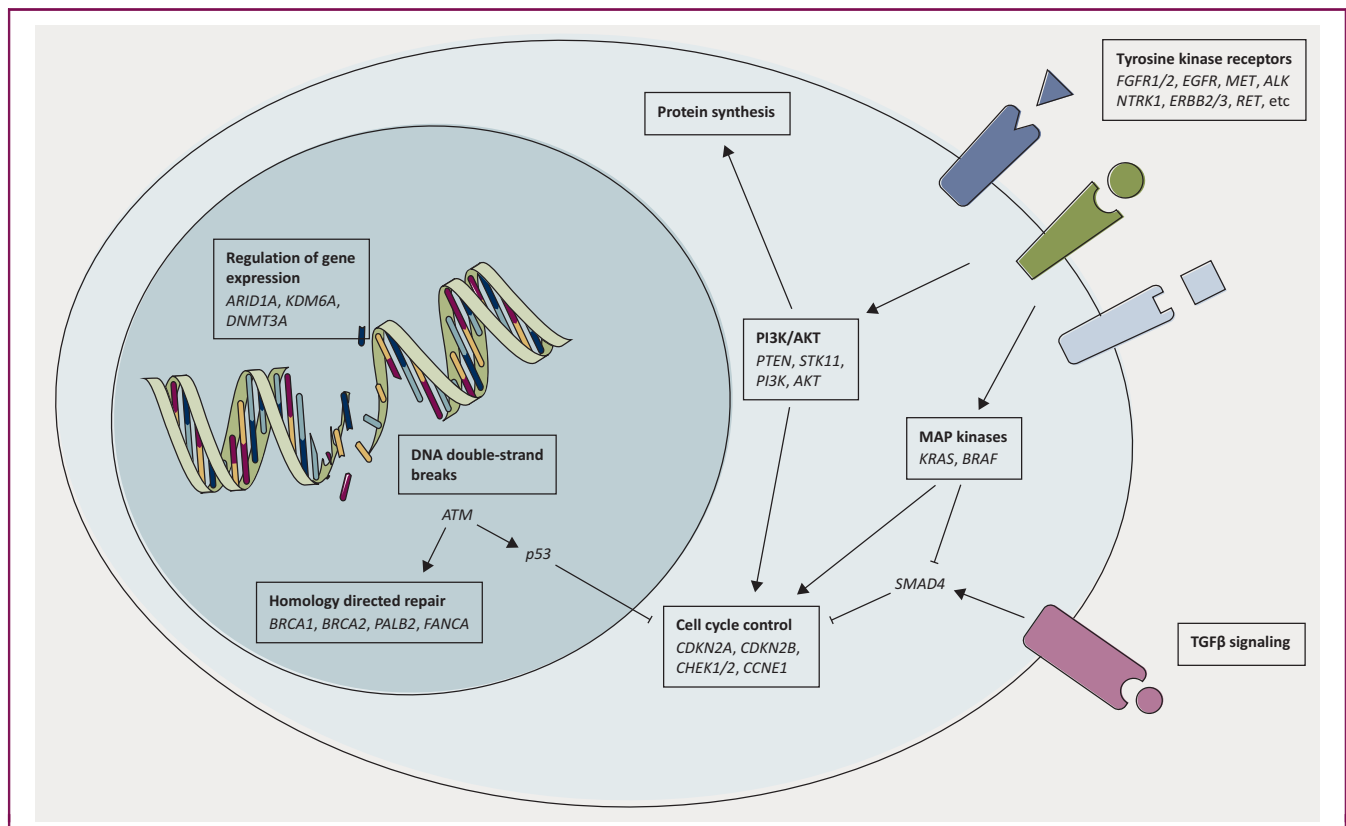 Tyrosine kinase receptors
FGFR1/2, EGFR, MET, ALK
NTRK1, ERBB2/3, RET, etc
Protein synthesis
Regulation of gene
expression
ARID1A, KDM6A,
DNMT3A
PI3K/AKT
PTEN, STK11,
PI3K, AKT
MAP kinases
KRAS, BRAF
DNA double-strand
breaks
ATM
p53
SMAD4
Homology directed repair
BRCA1, BRCA2, PALB2, FANCA
Cell cycle control
CDKN2A, CDKN2B,
CHEK1/2, CCNE1
TGFβ signaling